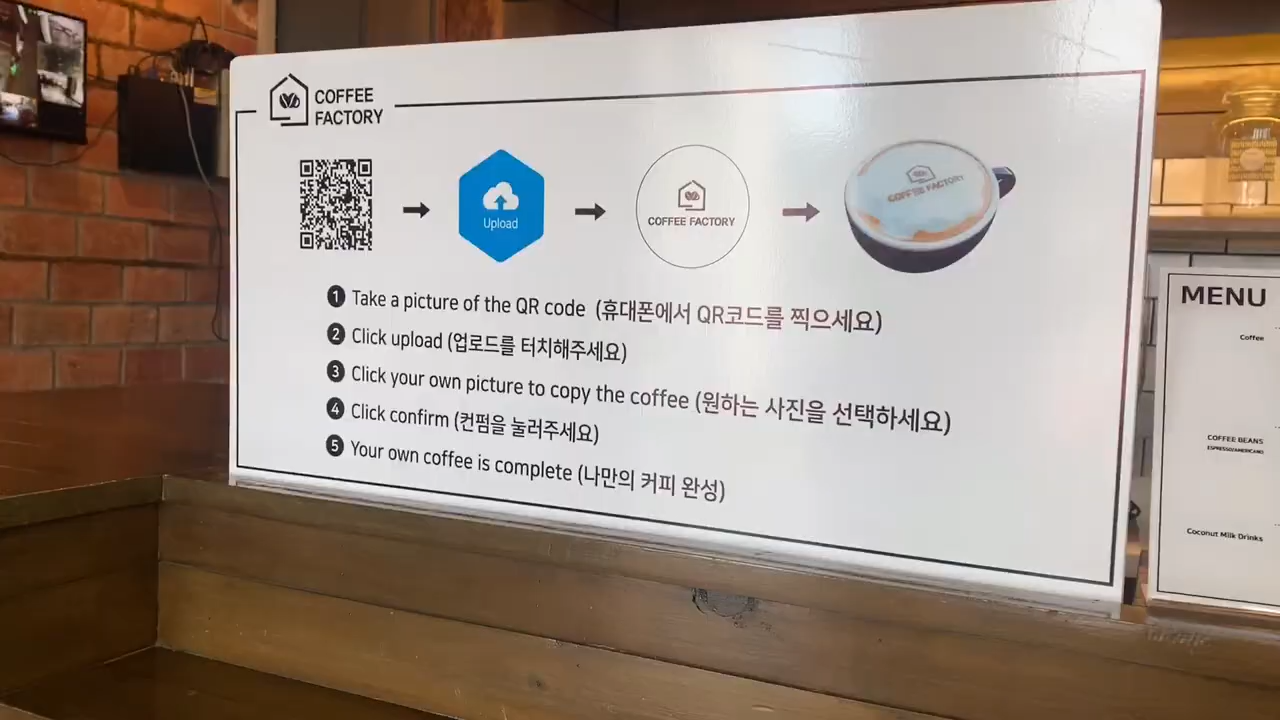 COFFEE
FACTORY
Upload
COFFEE FACTORY
COFFEE FACTORY
1 Take a picture of the QR code (휴대폰에서 QR코드를 찍으세요)
2 Click upload (업로드를 터치해주세요)
3 Click your own picture to copy the coffee (원하는 사진을 선택하세요)
4 Click confirm (컨펌을 눌러주세요)
5 Your own coffee is complete (나만의 커피 완성)
MENU
Coffee
COFFEE BEANS
ESPRESSO/AMERICANO
Coconut Milk Drinks